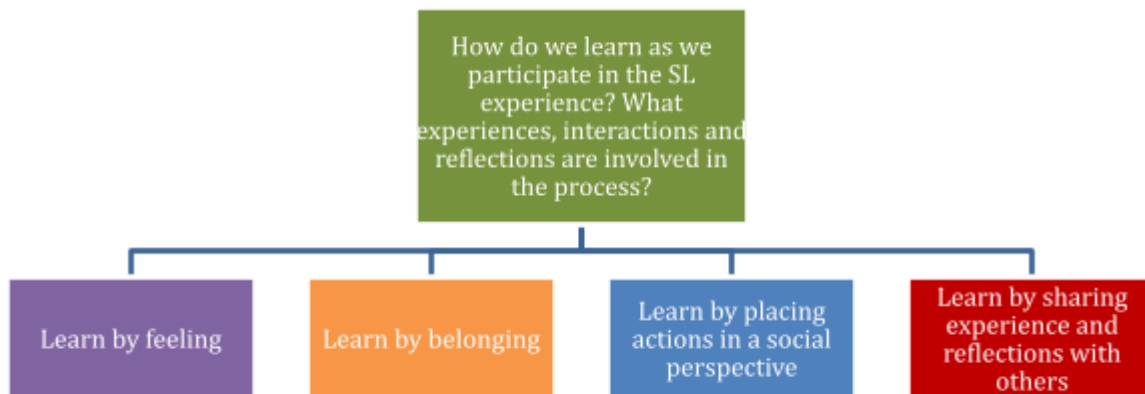 How do we learn as we
participate in the SL
experience? What
experiences, interactions and
reflections are involved in
the process?
Learn by feeling
Learn by belonging
Learn by placing
actions in a social
perspective
Learn by sharing
experience and
reflections with
others